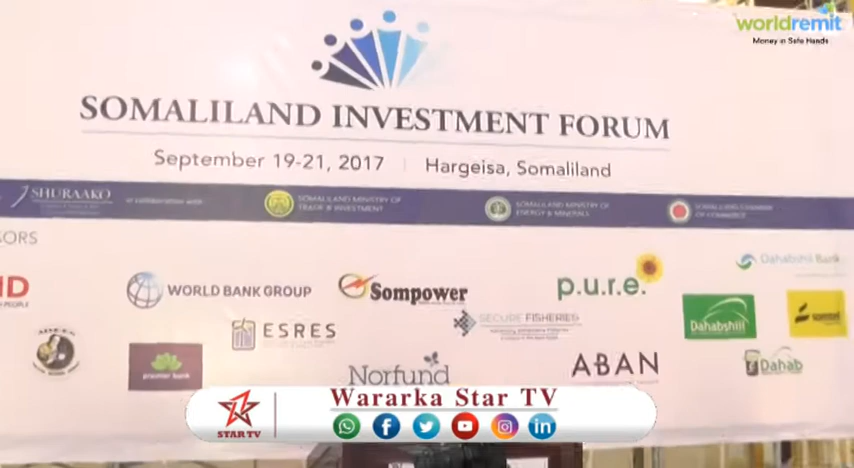 worldremit
Money in Safe Hands
SOMALILAND INVESTMENT FORUM
September 19-21, 2017 | Hargeisa, Somaliland
SHURAAKO
in collaboration with
SOMALILAND MINISTRY OF
TRADE & INVESTMENT
SOMALILAND MINISTRY OF
ENERGY & MINERALS
SOMALILAND CHAMBER
OF COMMERCE
ORS
WORLD BANK GROUP
Sompower
p.u.r.e.
Dahabshil Bank
PEOPLE
ESRES
SECURE FISHERIES
Dahabshiil
somtel
premier bank
Norfund
ABAN
Dahab
Wararka Star TV
STAR TV